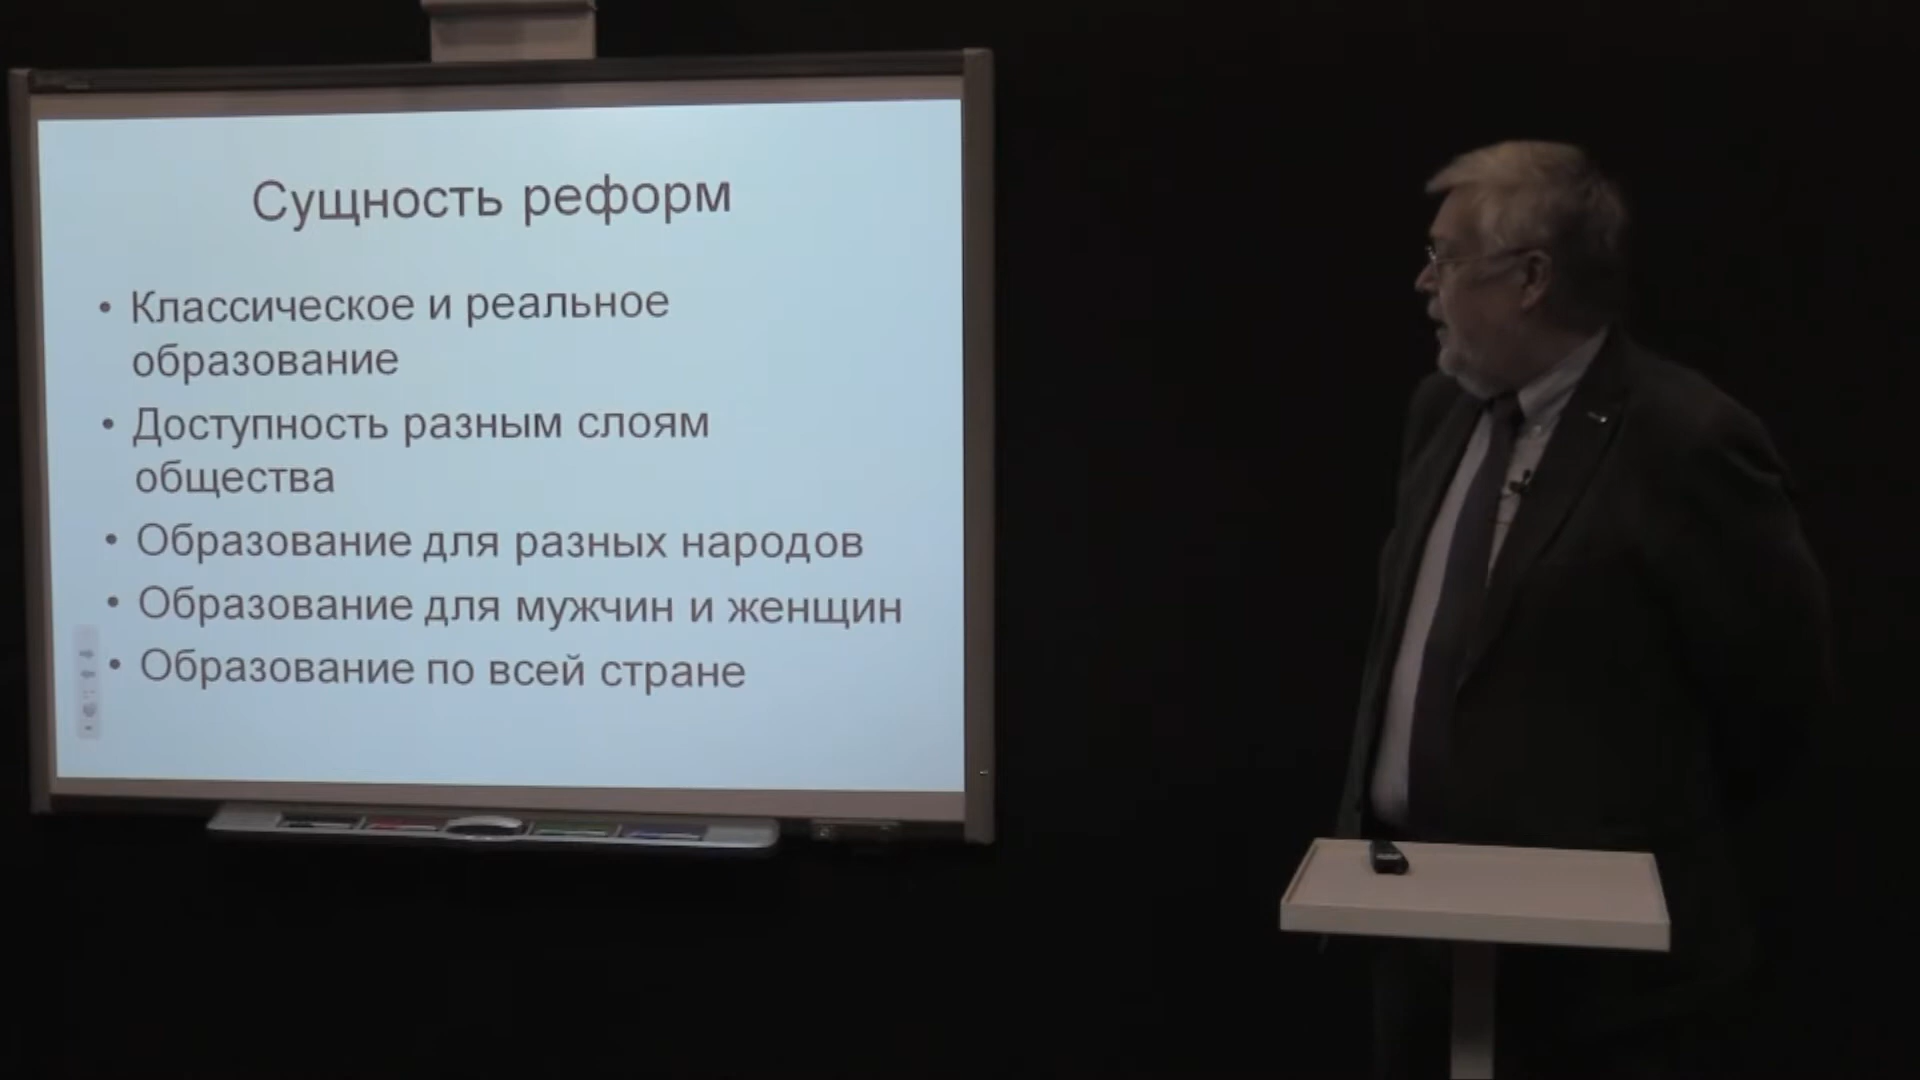 Сущность реформ
• Классическое и реальное
образование
• Доступность разным слоям
общества
• Образование для разных народов
• Образование для мужчин и женщин
• Образование по всей стране